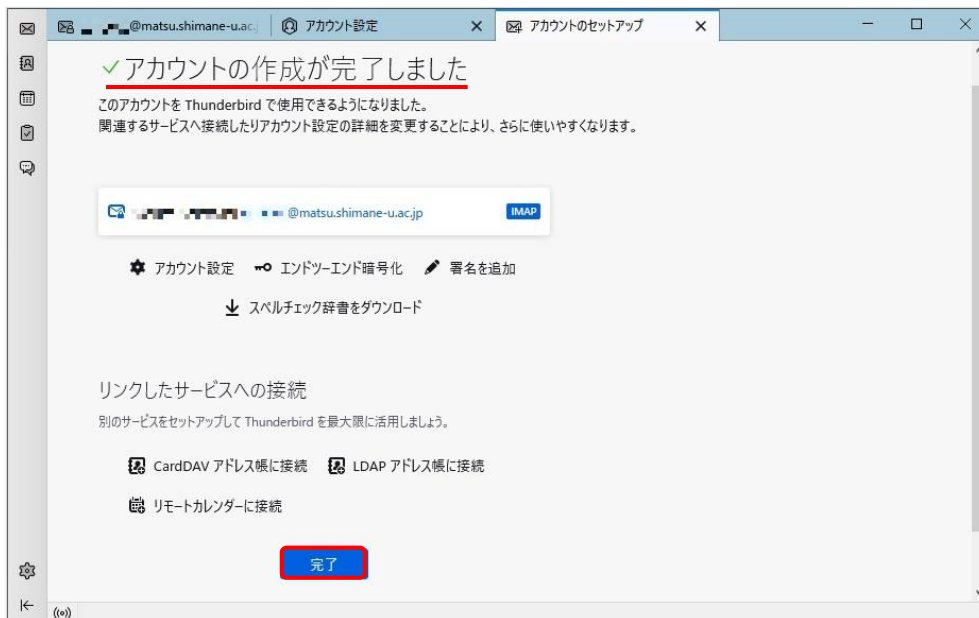 @matsu.shimane-u.ac.j
アカウント設定
アカウントのセットアップ
アカウントの作成が完了しました
このアカウントを Thunderbird で使用できるようになりました。
関連するサービスへ接続したりアカウント設定の詳細を変更することにより、さらに使いやすくなります。
@matsu.shimane-u.ac.jp
IMAP
アカウント設定 エンドツーエンド暗号化 署名を追加
スペルチェック辞書をダウンロード
リンクしたサービスへの接続
別のサービスをセットアップして Thunderbird を最大限に活用しましょう。
CardDAV アドレス帳に接続 LDAP アドレス帳に接続
リモートカレンダーに接続
完了